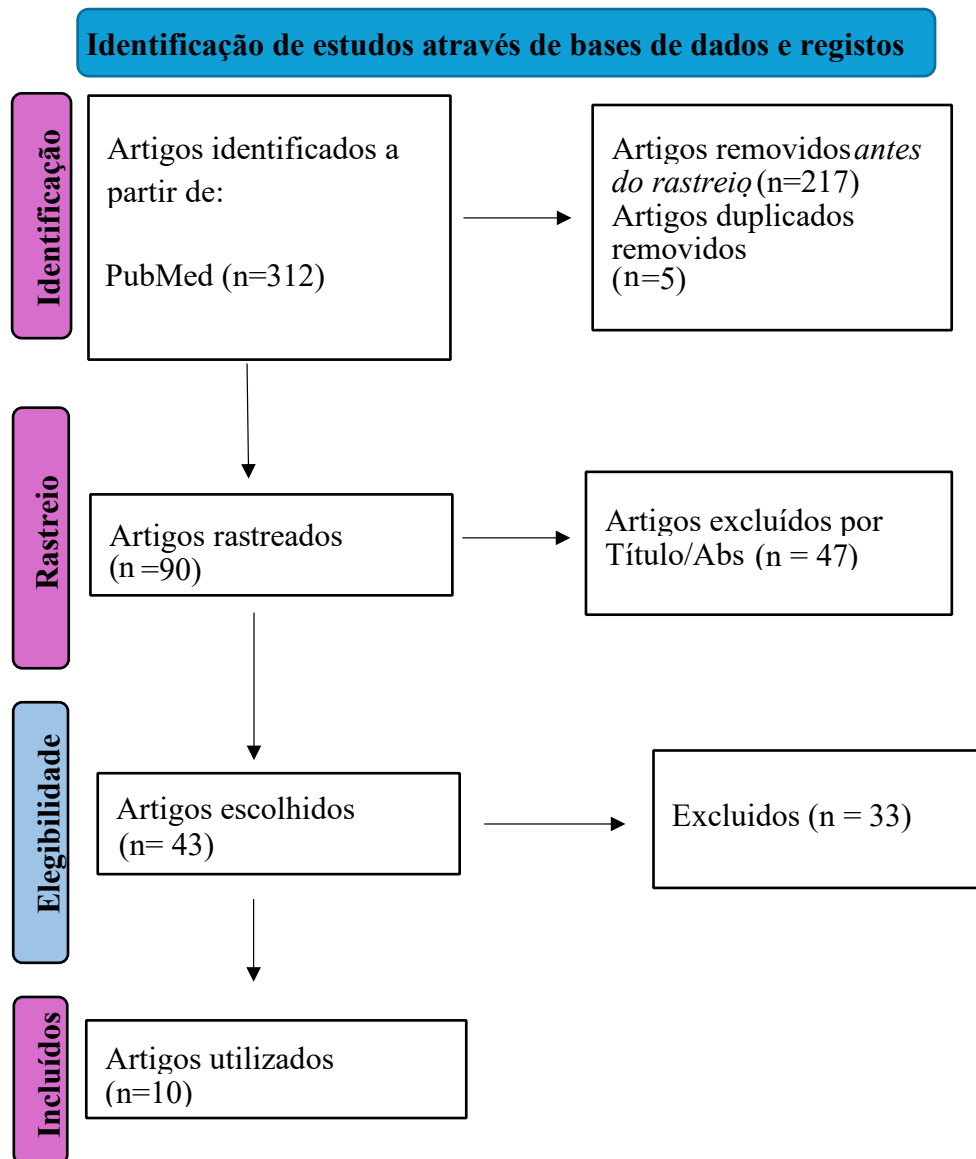 Identificação de estudos através de bases de dados e registos
Identificação
Artigos identificados a
partir de:
PubMed (n=312)
Artigos removidos antes
do rastreio (n=217)
Artigos duplicados
removidos
(n=5)
Rastreio
Artigos rastreados
(n =90)
Artigos excluídos por
Título/Abs (n = 47)
Elegibilidade
Artigos escolhidos
(n= 43)
Excluidos (n = 33)
Incluídos
Artigos utilizados
(n=10)